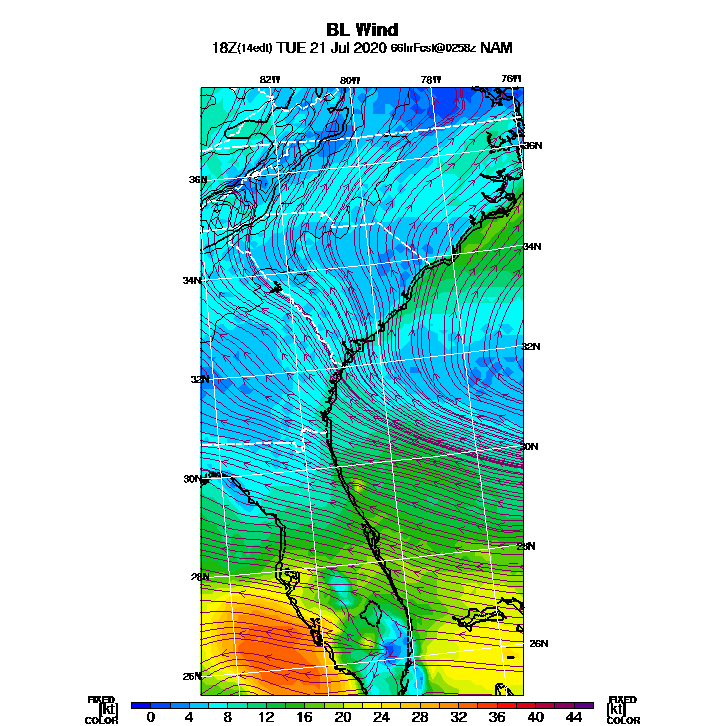 BL Wind
18Z(14edt) TUE 21 Jul 2020 66hrFcst@0258z NAM
82W 80W 78W 76W
36N
36N
34N
34N
32N
32N
30N
30N
28N
28N
26N
26N
FIXED FIXED
[kt] 0 4 8 12 16 20 24 28 32 36 40 44 [kt]
COLOR COLOR